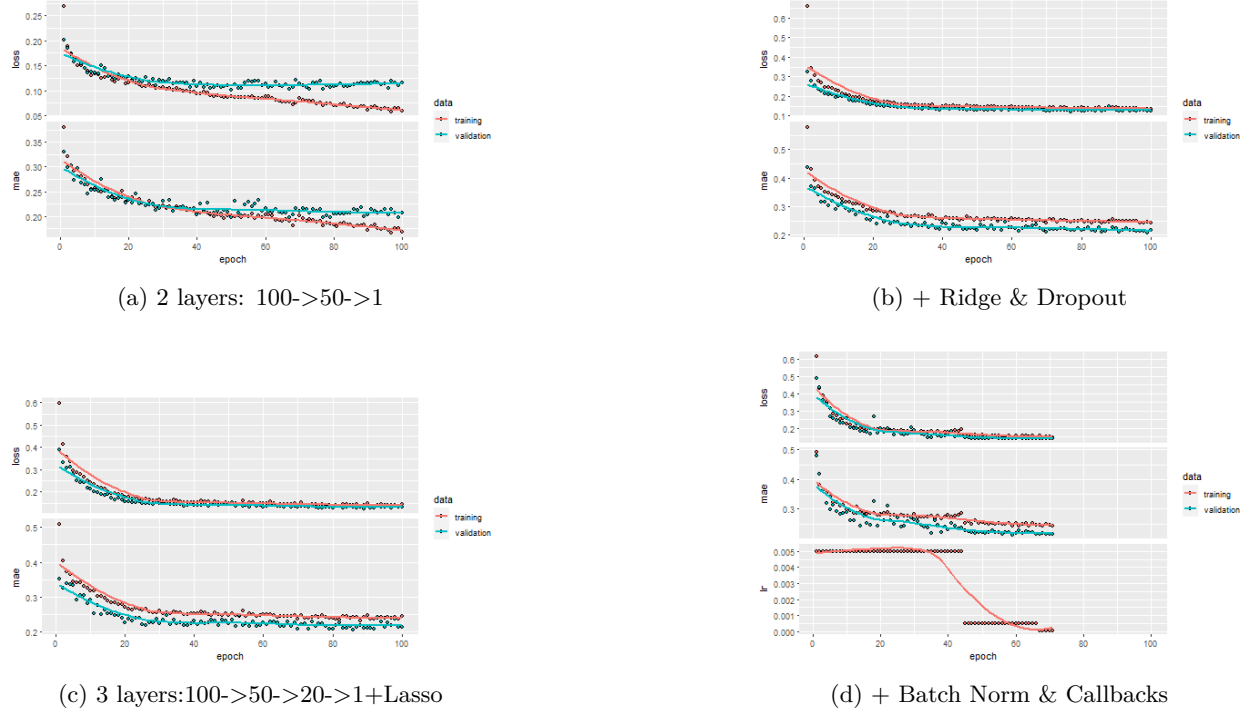 0.25
0.20
0.15
0.10
0.05
loss
0.35
0.30
0.25
0.20
mae
0 20 40 60 80 100
epoch
data
training
validation
(a) 2 layers: 100->50->1
0.6
0.5
0.4
0.3
0.2
0.1
loss
0.5
0.4
0.3
0.2
mae
0 20 40 60 80 100
epoch
data
training
validation
(b) + Ridge & Dropout
0.6
0.5
0.4
0.3
0.2
loss
0.5
0.4
0.3
0.2
mae
0 20 40 60 80 100
epoch
data
training
validation
(c) 3 layers:100->50->20->1+Lasso
0.6
0.5
0.4
0.3
0.2
loss
0.5
0.4
0.3
mae
0.005
0.004
0.003
0.002
0.001
0.000
lr
0 20 40 60 80 100
epoch
data
training
validation
(d) + Batch Norm & Callbacks